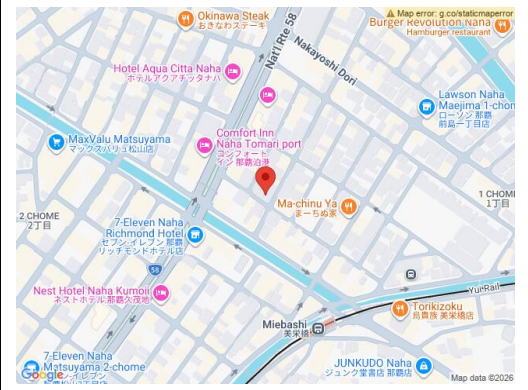 Okinawa Steak
おきなわステーキ
Map error: g.co/staticmaperror
Burger Revolution Naha
Hamburger restaurant
Nat'l Rte 58
Nakayoshi Dori
Hotel Aqua Citta Naha
ホテルアクアチッタナハ
Lawson Naha
Maejima 1-chom
ローソン 那覇
前島一丁目店
MaxValu Matsuyama
マックスバリュ松山店
Comfort Inn
Naha Tomari port
コンフォート
イン 那覇泊港
Ma-chinu Ya
まーちぬ家
1 CHOME
1丁目
2 CHOME
2丁目
7-Eleven Naha
Richmond Hotel
セブン-イレブン 那覇
リッチモンドホテル店
58
Nest Hotel Naha Kumoji
ネストホテル那覇久茂地
Yui Rail
Torikizoku
鳥貴族 美栄橋店
Miebashi
美栄橋
7-Eleven Naha
Matsuyama 2-chome
JUNKUDO Naha
ジュンク堂書店 那覇店
Google
Map data ©2026